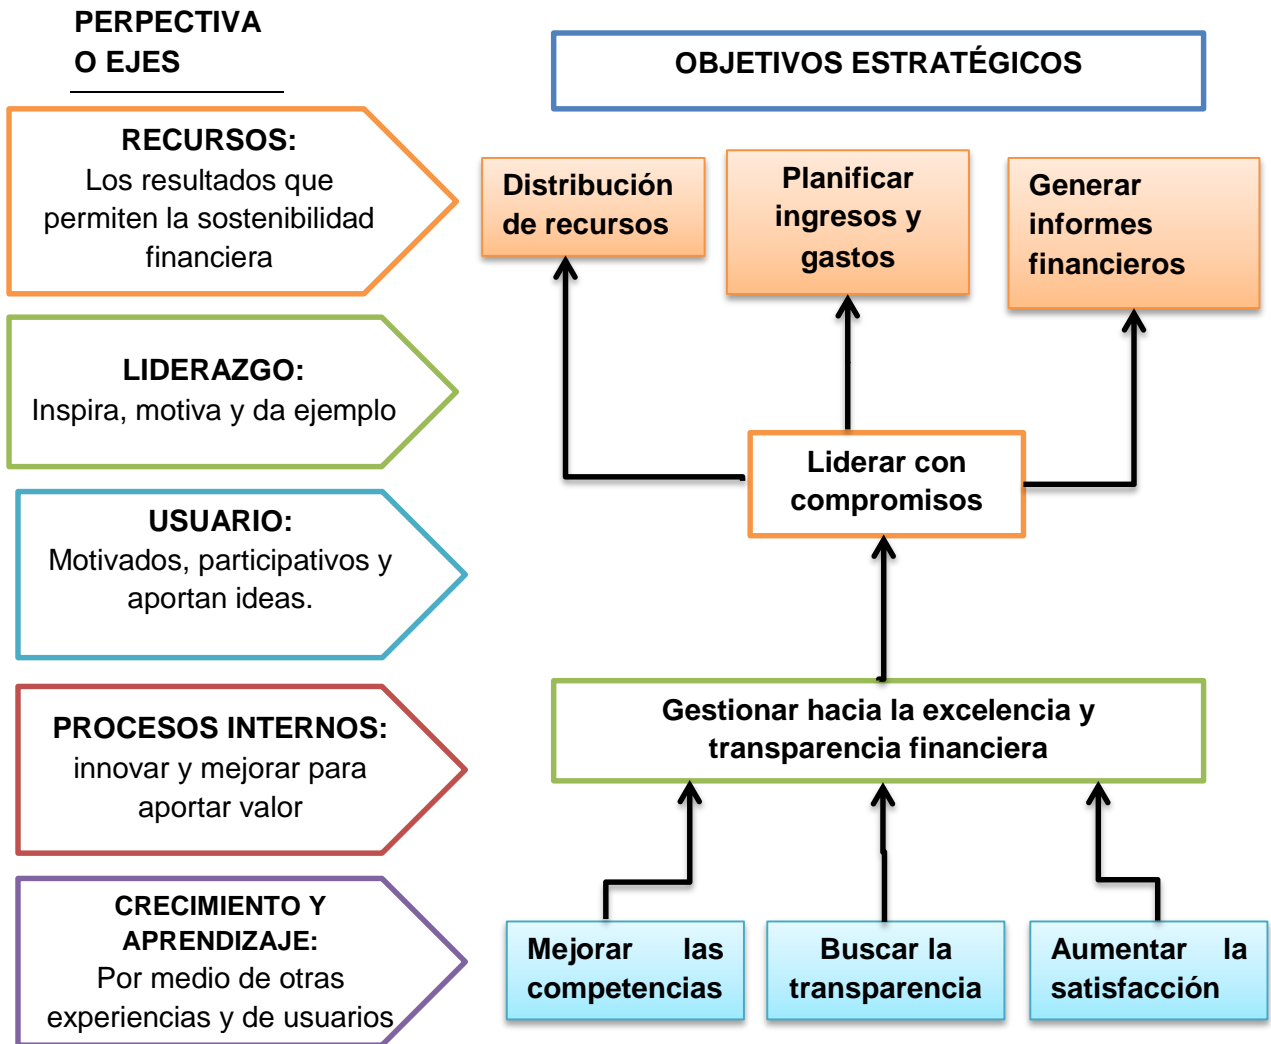 PERPECTIVA
O EJES
OBJETIVOS ESTRATÉGICOS
RECURSOS:
Los resultados que
permiten la sostenibilidad
financiera
Distribución
de recursos
Planificar
ingresos y
gastos
Generar
informes
financieros
LIDERAZGO:
Inspira, motiva y da ejemplo
Liderar con
compromisos
USUARIO:
Motivados, participativos y
aportan ideas.
PROCESOS INTERNOS:
innovar y mejorar para
aportar valor
Gestionar hacia la excelencia y
transparencia financiera
CRECIMIENTO Y
APRENDIZAJE:
Por medio de otras
experiencias y de usuarios
Mejorar las
competencias
Buscar la
transparencia
Aumentar la
satisfacción